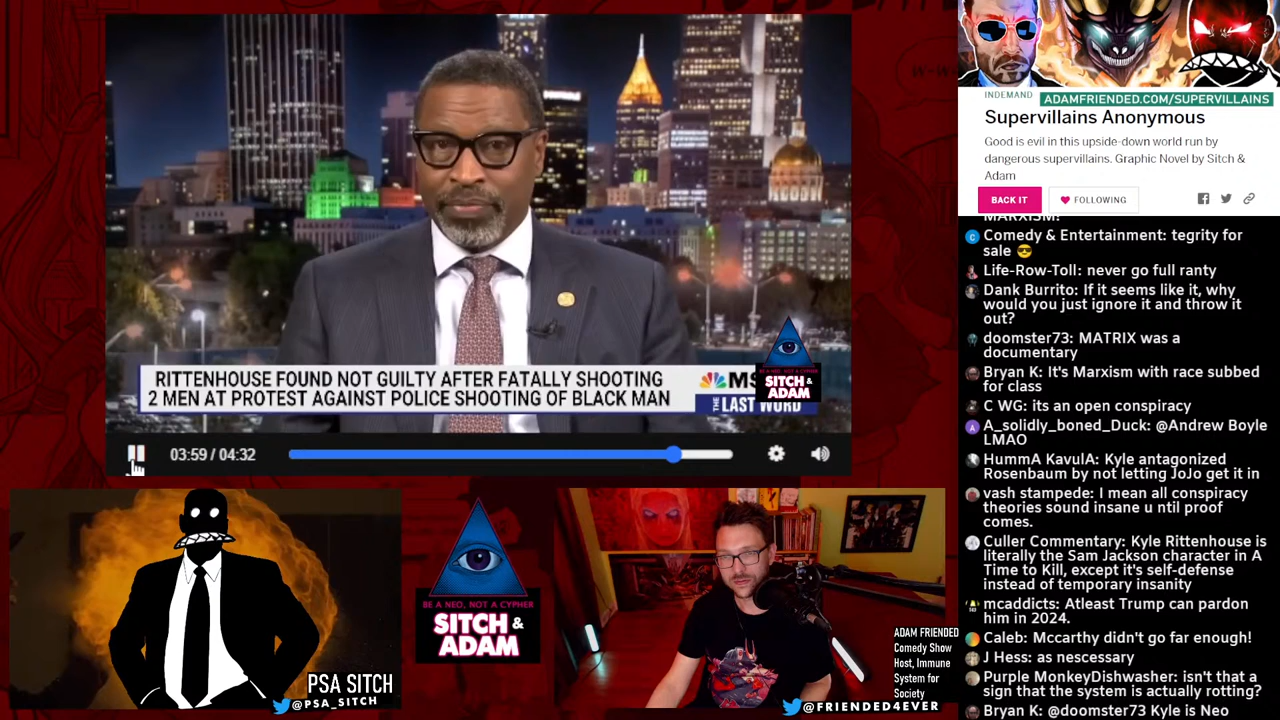 RITTENHOUSE FOUND NOT GUILTY AFTER FATALLY SHOOTING
2 MEN AT PROTEST AGAINST POLICE SHOOTING OF BLACK MAN
THE LAST WORD
BE A NEO, NOT A CYPHER
SITCH &
ADAM
03:59 / 04:32
PSA SITCH
@PSA_SITCH
BE A NEO, NOT A CYPHER
SITCH &
ADAM
ADAM FRIENDED
Comedy Show
Host, Immune
System for
Society
@FRIENDED4EVER
INDEMAND
ADAMFRIENDED.COM/SUPERVILLAINS
Supervillains Anonymous
Good is evil in this upside-down world run by
dangerous supervillains. Graphic Novel by Sitch &
Adam
BACK IT
FOLLOWING
MARXISM!
Comedy & Entertainment: tegrity for
sale 😎
Life-Row-Toll: never go full ranty
Dank Burrito: If it seems like it, why
would you just ignore it and throw it
out?
doomster73: MATRIX was a
documentary
Bryan K: It's Marxism with race subbed
for class
C WG: its an open conspiracy
A_solidly_boned_Duck: @Andrew Boyle
LMAO
HummA KavulA: Kyle antagonized
Rosenbaum by not letting JoJo get it in
vash stampede: I mean all conspiracy
theories sound insane u ntil proof
comes.
Culler Commentary: Kyle Rittenhouse is
literally the Sam Jackson character in A
Time to Kill, except it's self-defense
instead of temporary insanity
mcaddicts: Atleast Trump can pardon
him in 2024.
Caleb: Mccarthy didn't go far enough!
J Hess: as nescessary
Purple MonkeyDishwasher: isn't that a
sign that the system is actually rotting?
Bryan K: @doomster73 Kyle is Neo